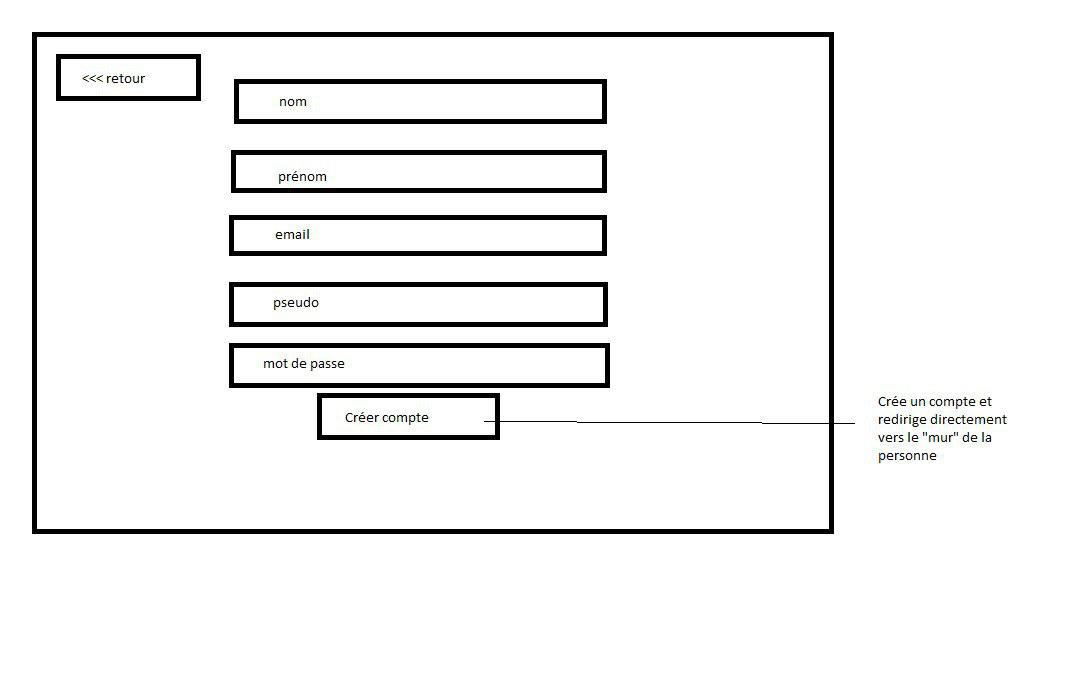 <<< retour
nom
prénom
email
pseudo
mot de passe
Créer compte
Crée un compte et
redirige directement
vers le "mur" de la
personne